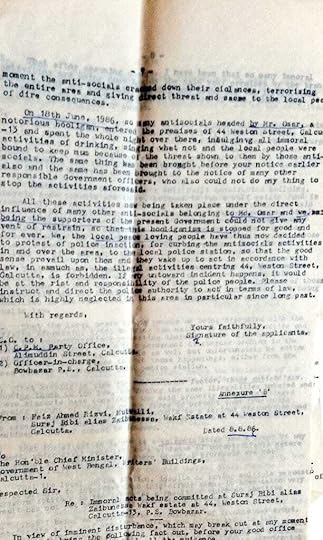 - 8 -
moment the anti-socials down their violances, terrorising
the entire area and giving direct threat and same to the local peo
of dire consequences.
On 18th June, 1986, so many antisocials headed by Mr. Omar, a
notorious hooligan, entered the premises of 44 Weston Street, Calcu
-13 and spent the whole night over there, indulging all immoral
activities of drinking, singing what not and the local people were
bound to keep mum because of the threat shown to them by those anti-
socials. The same thing has been brought before your notice earlier
also and the same has been brought to the notice of many other
responsible Government officers, who also could not do any thing to
stop the activities aforesaid.
All these activities are being taken place under the direct
influence of many other anti-socials belonging to Md. Omar and we
being the supporters of the present Government could not give any
vent of restrain, so that this hooliganism is stopped for good and
for ever. We, the local peace loving people have thus now decided
to protest of police inaction, for curbing the antisocials activities
in and over the area, to the local police station, so that the good
sense prevail upon them and they wake up to act in accordance with
law, in asmuch as, the illegal activities centring 44, Weston Street,
Calcutta, is forbidden. If any untoward incident happens, it would
be at the risk and responsibility of the police people. Please
and direct the police authority to act in terms of law,
which is highly neglected in this area in particular since long past.
With regards,
Yours faithfully.
Signature of the applicants.
C.C. to :
1) C.P.M. Party Office,
Alimuddin Street, Calcutta
2) Officer-in-charge,
Bowbazar P.S., Calcutta.
Annexure 'B'
From : Faiz Ahmed Rizvi, Mutwalli,
Suraj Bibi alias Zaibunessa, Wakf Estate at 44 Weston Street,
Calcutta.
Dated 8.8.86.
To
The Hon'ble Chief Minister,
Government of West Bengal, Writers' Buildings,
Calcutta-1.
Respected Sir,
Re : Immoral acts being committed at Suraj Bibi alias
Zaibunessa Wakf estate at 44, Weston Street,
Calcutta-13, P.S. Bowbazar.
In view of imminent disturbance, which may break out at any moment
the following fact out, before your good office